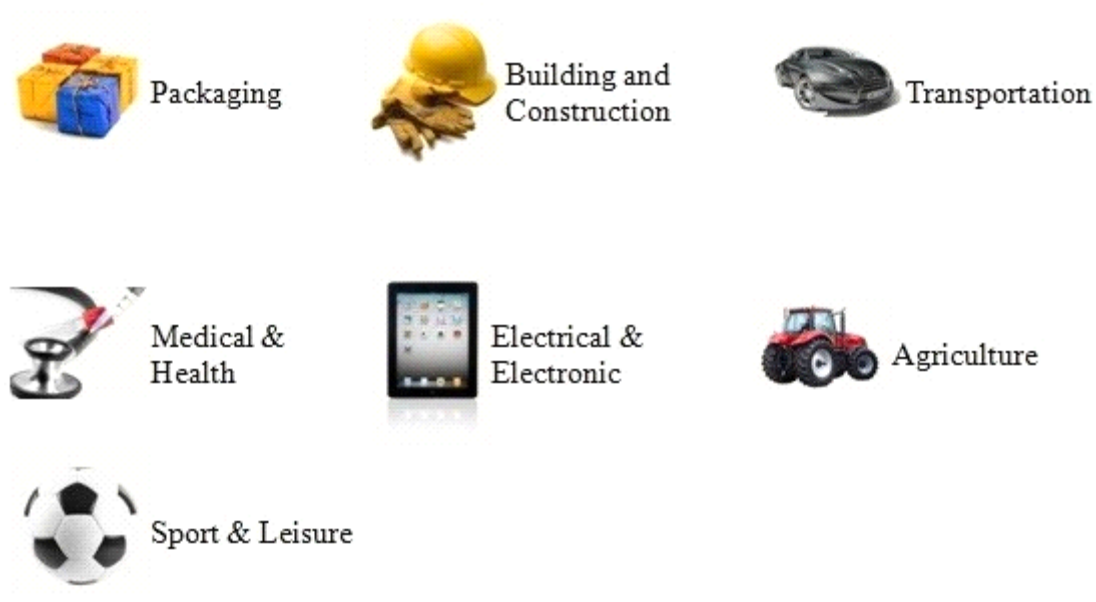 Packaging
Building and
Construction
Transportation
Medical &
Health
Electrical &
Electronic
Agriculture
Sport & Leisure